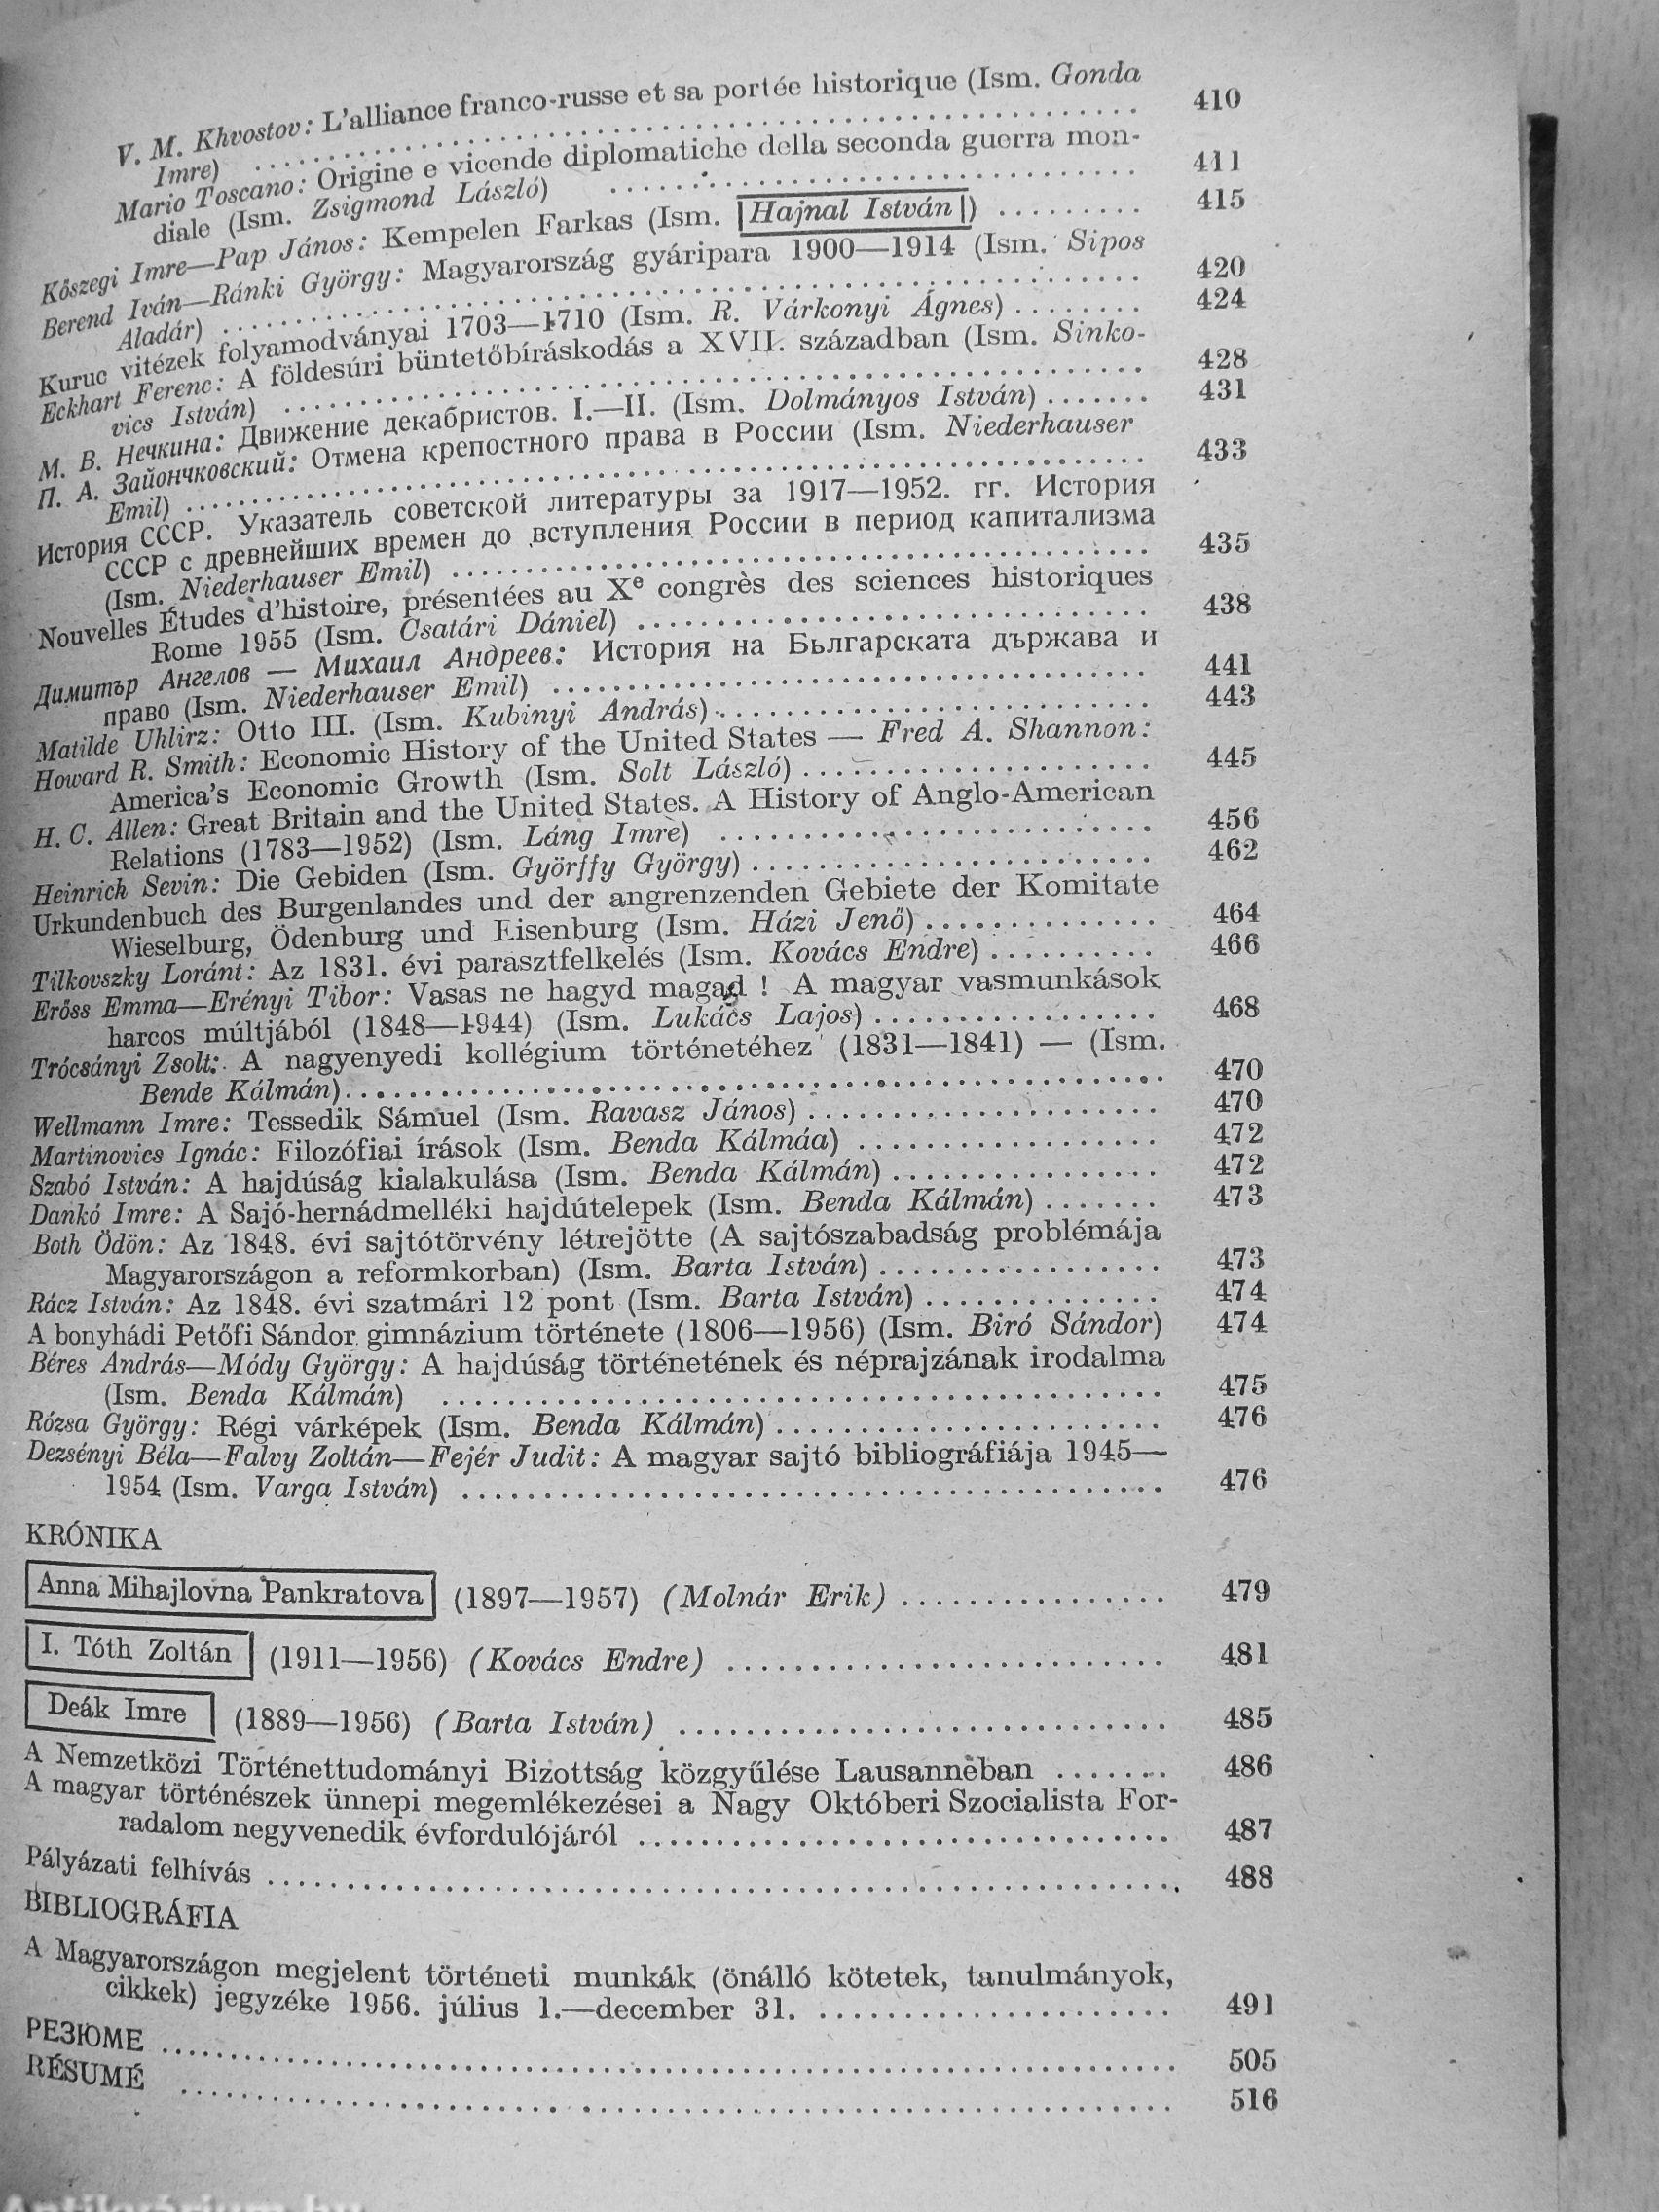 V. M. Khvostov: L'alliance franco-russe et sa portée historique (Ism. Gonda
Imre) .......... 410
Mario Toscano: Origine e vicende diplomatiche della seconda guerra mon-
diale (Ism. Zsigmond László) .......... 411
Kőszegi Imre—Pap János: Kempelen Farkas (Ism. |Hajnal István|) .......... 415
Berend Iván—Ránki György: Magyarország gyáripara 1900—1914 (Ism. Sipos
Aladár) .......... 420
Kuruc vitézek folyamodványai 1703—1710 (Ism. R. Várkonyi Ágnes) .......... 424
Eckhart Ferenc: A földesúri büntetőbíráskodás a XVII. században (Ism. Sinko-
vics István) .......... 428
М. В. Нечкина: Движение декабристов. I.—II. (Ism. Dolmányos István) .......... 431
П. А. Зайончковский: Отмена крепостного права в России (Ism. Niederhauser
Emil) .......... 433
История СССР. Указатель советской литературы за 1917—1952. гг. История
СССР с древнейших времен до вступления России в период капитализма
(Ism. Niederhauser Emil) .......... 435
Nouvelles Études d'histoire, présentées au Xe congrès des sciences historiques
Rome 1955 (Ism. Csatári Dániel) .......... 438
Димитър Ангелов — Михаил Андреев: История на Бьлгарската държава и
право (Ism. Niederhauser Emil) .......... 441
Matilde Uhlirz: Otto III. (Ism. Kubinyi András) .......... 443
Howard R. Smith: Economic History of the United States — Fred A. Shannon:
America's Economic Growth (Ism. Solt László) .......... 445
H. C. Allen: Great Britain and the United States. A History of Anglo-American
Relations (1783—1952) (Ism. Láng Imre) .......... 456
Heinrich Sevin: Die Gebiden (Ism. Györffy György) .......... 462
Urkundenbuch des Burgenlandes und der angrenzenden Gebiete der Komitate
Wieselburg, Ödenburg und Eisenburg (Ism. Házi Jenő) .......... 464
Tilkovszky Loránt: Az 1831. évi parasztfelkelés (Ism. Kovács Endre) .......... 466
Erőss Emma—Erényi Tibor: Vasas ne hagyd magad ! A magyar vasmunkások
harcos múltjából (1848—1944) (Ism. Lukács Lajos) .......... 468
Trócsányi Zsolt: A nagyenyedi kollégium történetéhez (1831—1841) — (Ism.
Bende Kálmán) .......... 470
Wellmann Imre: Tessedik Sámuel (Ism. Ravasz János) .......... 470
Martinovics Ignác: Filozófiai írások (Ism. Benda Kálmáa) .......... 472
Szabó István: A hajdúság kialakulása (Ism. Benda Kálmán) .......... 472
Dankó Imre: A Sajó-hernádmelléki hajdútelepek (Ism. Benda Kálmán) .......... 473
Both Ödön: Az 1848. évi sajtótörvény létrejötte (A sajtószabadság problémája
Magyarországon a reformkorban) (Ism. Barta István) .......... 473
Rácz István: Az 1848. évi szatmári 12 pont (Ism. Barta István) .......... 474
A bonyhádi Petőfi Sándor gimnázium története (1806—1956) (Ism. Biró Sándor) 474
Béres András—Módy György: A hajdúság történetének és néprajzának irodalma
(Ism. Benda Kálmán) .......... 475
Rózsa György: Régi várképek (Ism. Benda Kálmán) .......... 476
Dezsényi Béla—Falvy Zoltán—Fejér Judit: A magyar sajtó bibliográfiája 1945—
1954 (Ism. Varga István) .......... 476
KRÓNIKA
Anna Mihajlovna Pankratova (1897—1957) (Molnár Erik) .......... 479
I. Tóth Zoltán (1911—1956) (Kovács Endre) .......... 481
Deák Imre (1889—1956) (Barta István) .......... 485
A Nemzetközi Történettudományi Bizottság közgyűlése Lausanneban .......... 486
A magyar történészek ünnepi megemlékezései a Nagy Októberi Szocialista For-
radalom negyvenedik évfordulójáról .......... 487
Pályázati felhívás .......... 488
BIBLIOGRÁFIA
A Magyarországon megjelent történeti munkák (önálló kötetek, tanulmányok,
cikkek) jegyzéke 1956. július 1.—december 31. .......... 491
РЕЗЮМЕ .......... 505
RÉSUMÉ .......... 516